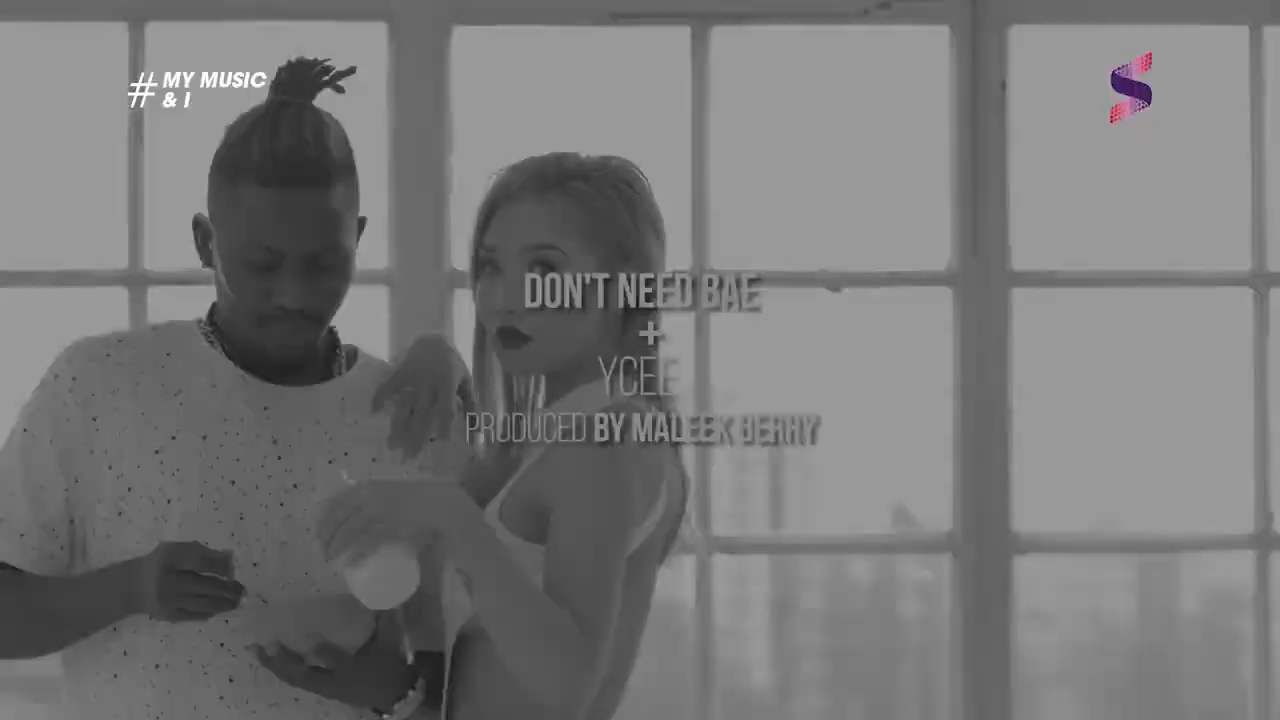 #MY MUSIC
& I
DON'T NEED BAE
+
YCEE
PRODUCED BY MALEEK BERRY